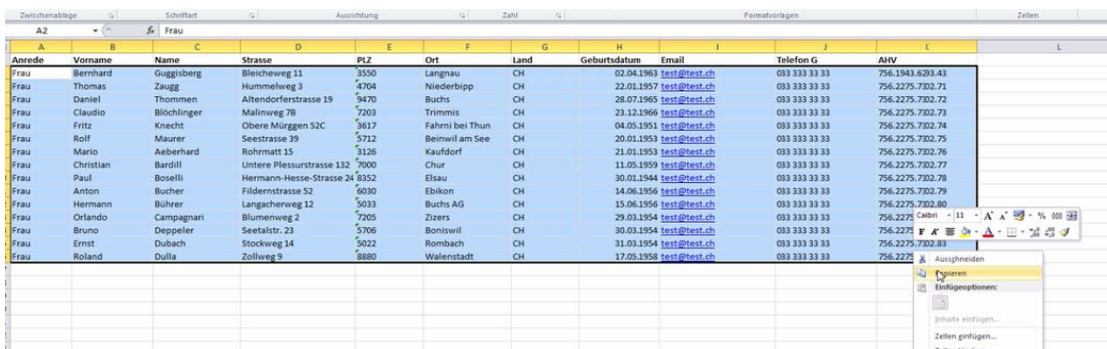 Zwischenablage Schriftart Ausrichtung Zahl Formatvorlagen Zellen
A2 fx Frau
A B C D E F G H I J K L
Anrede Vorname Name Strasse PLZ Ort Land Geburtsdatum Email Telefon G AHV
Frau Bernhard Guggisberg Bleicheweg 11 3550 Langnau CH 02.04.1963 test@test.ch 033 333 33 33 756.1943.6293.43
Frau Thomas Zaugg Hummelweg 3 4704 Niederbipp CH 22.01.1957 test@test.ch 033 333 33 33 756.2275.7302.71
Frau Daniel Thommen Altendorferstrasse 19 9470 Buchs CH 28.07.1965 test@test.ch 033 333 33 33 756.2275.7302.72
Frau Claudio Blöchlinger Malinweg 7B 7203 Trimmis CH 23.12.1966 test@test.ch 033 333 33 33 756.2275.7302.73
Frau Fritz Knecht Obere Mürggen 52C 3617 Fahrni bei Thun CH 04.05.1951 test@test.ch 033 333 33 33 756.2275.7302.74
Frau Rolf Maurer Seestrasse 39 5712 Beinwil am See CH 20.01.1953 test@test.ch 033 333 33 33 756.2275.7302.75
Frau Mario Aeberhard Rohrmatt 15 3126 Kaufdorf CH 21.01.1953 test@test.ch 033 333 33 33 756.2275.7302.76
Frau Christian Bardill Untere Plessurstrasse 132 7000 Chur CH 11.05.1959 test@test.ch 033 333 33 33 756.2275.7302.77
Frau Paul Boselli Hermann-Hesse-Strasse 24 8352 Elsau CH 30.01.1944 test@test.ch 033 333 33 33 756.2275.7302.78
Frau Anton Bucher Fildernstrasse 52 6030 Ebikon CH 14.06.1956 test@test.ch 033 333 33 33 756.2275.7302.79
Frau Hermann Bührer Langacherweg 12 5033 Buchs AG CH 15.06.1956 test@test.ch 033 333 33 33 756.2275.7302.80
Frau Orlando Campagnari Blumenweg 2 7205 Zizers CH 29.03.1954 test@test.ch 033 333 33 33
Calibri 11 A A % 000
Frau Bruno Deppeler Seetalstr. 23 5706 Boniswil CH 30.03.1954 test@test.ch 033 333 33 33
F K A
Frau Ernst Dubach Stockweg 14 5022 Rombach CH 31.03.1954 test@test.ch 033 333 33 33 756.2275.7302.83
Frau Roland Dulla Zollweg 9 8880 Walenstadt CH 17.05.1958 test@test.ch 033 333 33 33 756.2275
Ausschneiden
Kopieren
Einfügeoptionen:
Inhalte einfügen...
Zellen einfügen...